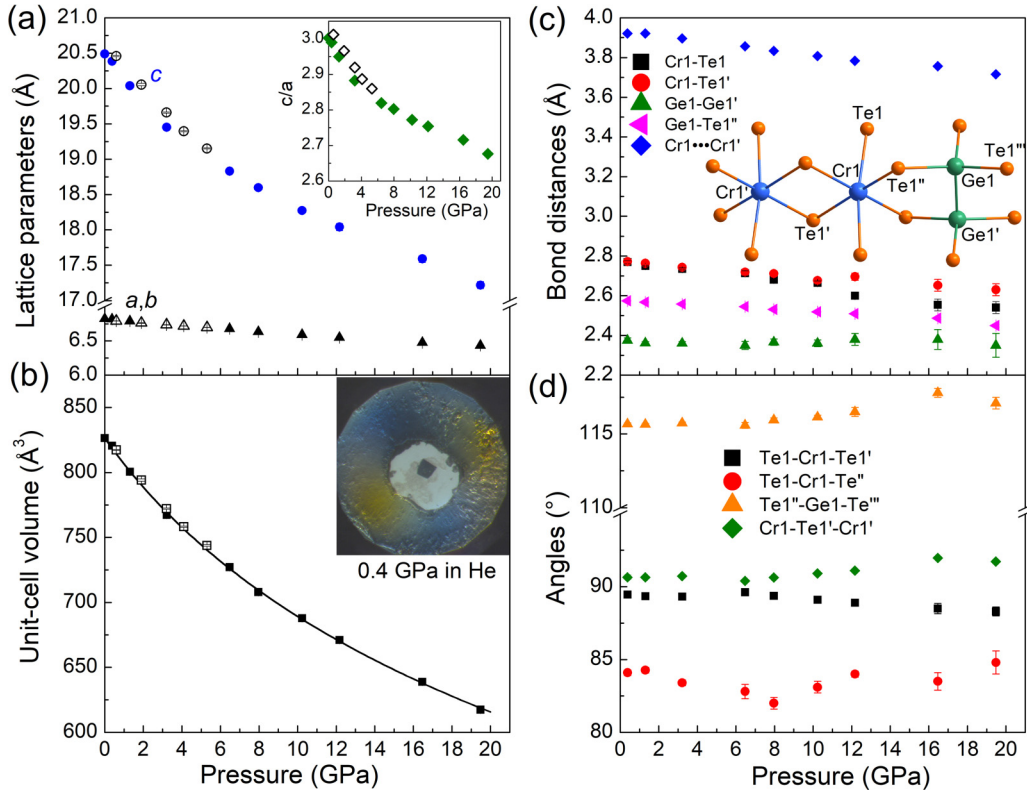 (a)
21.0
20.5
20.0
19.5
19.0
18.5
18.0
17.5
17.0
6.5
6.0
Lattice parameters (Å)
c
a,b
3.0
2.9
2.8
2.7
2.6
c/a
0 4 8 12 16 20
Pressure (GPa)
(b)
850
800
750
700
650
600
Unit-cell volume (Å³)
0.4 GPa in He
0 2 4 6 8 10 12 14 16 18 20
Pressure (GPa)
(c)
4.0
3.8
3.6
3.4
3.2
3.0
2.8
2.6
2.4
2.2
Bond distances (Å)
Cr1-Te1
Cr1-Te1'
Ge1-Ge1'
Ge1-Te1"
Cr1•••Cr1'
Te1
Te1'''
Cr1
Cr1'
Te1"
Ge1
Te1'
Ge1'
(d)
115
110
90
85
80
Angles (°)
Te1-Cr1-Te1'
Te1-Cr1-Te"
Te1"-Ge1-Te'''
Cr1-Te1'-Cr1'
0 2 4 6 8 10 12 14 16 18 20
Pressure (GPa)